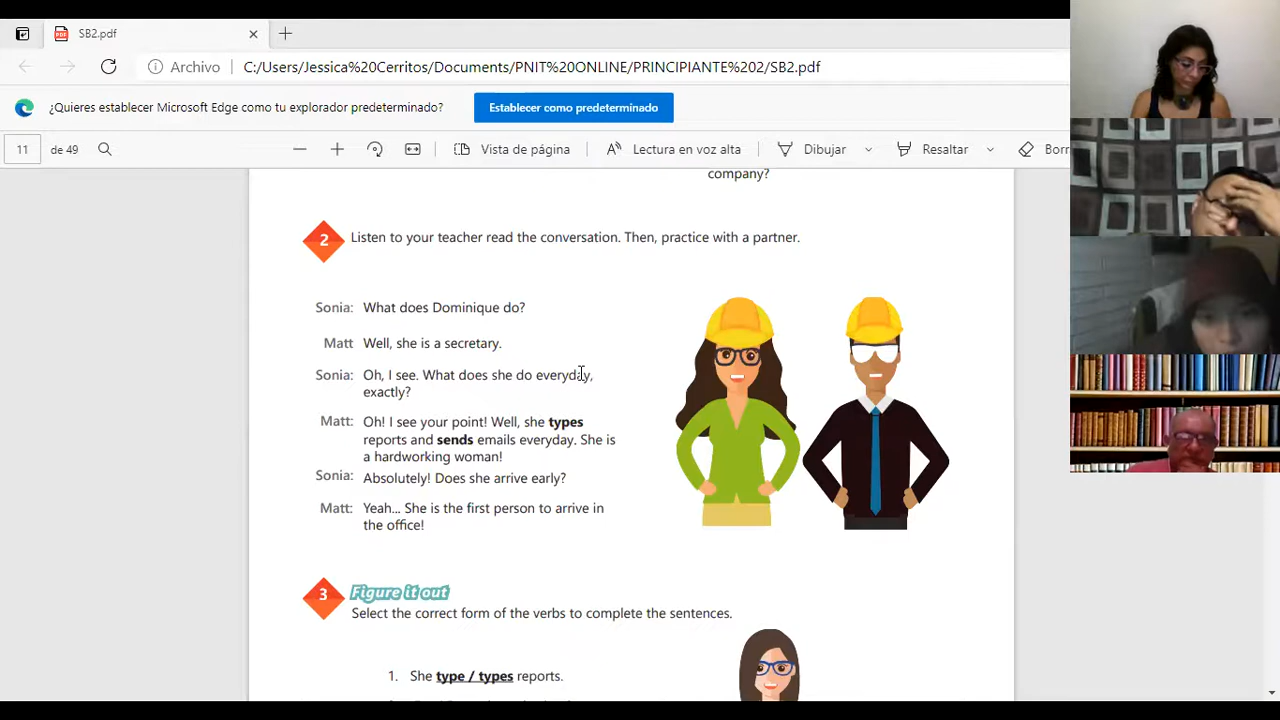 SB2.pdf
Archivo C:/Users/Jessica%20Cerritos/Documents/PNIT%20ONLINE/PRINCIPIANTE%202/SB2.pdf
¿Quieres establecer Microsoft Edge como tu explorador predeterminado? Establecer como predeterminado
11 de 49 Vista de página Lectura en voz alta Dibujar Resaltar Borr
company?
2 Listen to your teacher read the conversation. Then, practice with a partner.
Sonia: What does Dominique do?
Matt Well, she is a secretary.
Sonia: Oh, I see. What does she do everyday,
exactly?
Matt: Oh! I see your point! Well, she types
reports and sends emails everyday. She is
a hardworking woman!
Sonia: Absolutely! Does she arrive early?
Matt: Yeah... She is the first person to arrive in
the office!
3 Figure it out
Select the correct form of the verbs to complete the sentences.
1. She type / types reports.